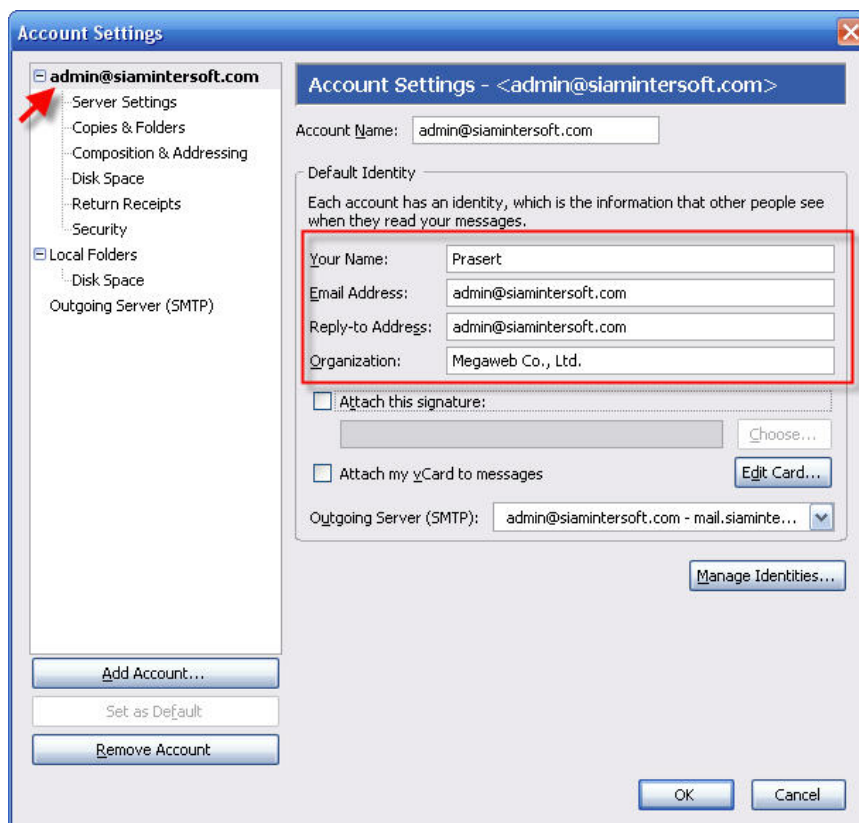 Account Settings
admin@siamintersoft.com
Server Settings
Copies & Folders
Composition & Addressing
Disk Space
Return Receipts
Security
Local Folders
Disk Space
Outgoing Server (SMTP)
Add Account...
Set as Default
Remove Account
Account Settings - <admin@siamintersoft.com>
Account Name: admin@siamintersoft.com
Default Identity
Each account has an identity, which is the information that other people see
when they read your messages.
Your Name: Prasert
Email Address: admin@siamintersoft.com
Reply-to Address: admin@siamintersoft.com
Organization: Megaweb Co., Ltd.
Attach this signature:
Choose...
Attach my vCard to messages Edit Card...
Outgoing Server (SMTP): admin@siamintersoft.com - mail.siaminte...
Manage Identities...
OK Cancel